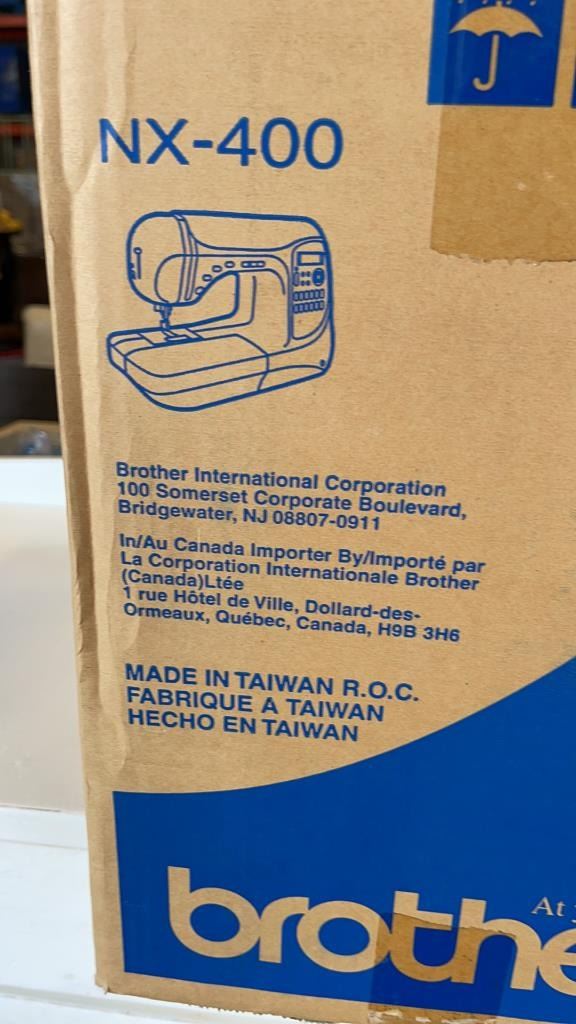 NX-400
Brother International Corporation
100 Somerset Corporate Boulevard,
Bridgewater, NJ 08807-0911
In/Au Canada Importer By/Importé par
La Corporation Internationale Brother
(Canada)Ltée
1 rue Hôtel de Ville, Dollard-des-
Ormeaux, Québec, Canada, H9B 3H6
MADE IN TAIWAN R.O.C.
FABRIQUE A TAIWAN
HECHO EN TAIWAN
At
brothe